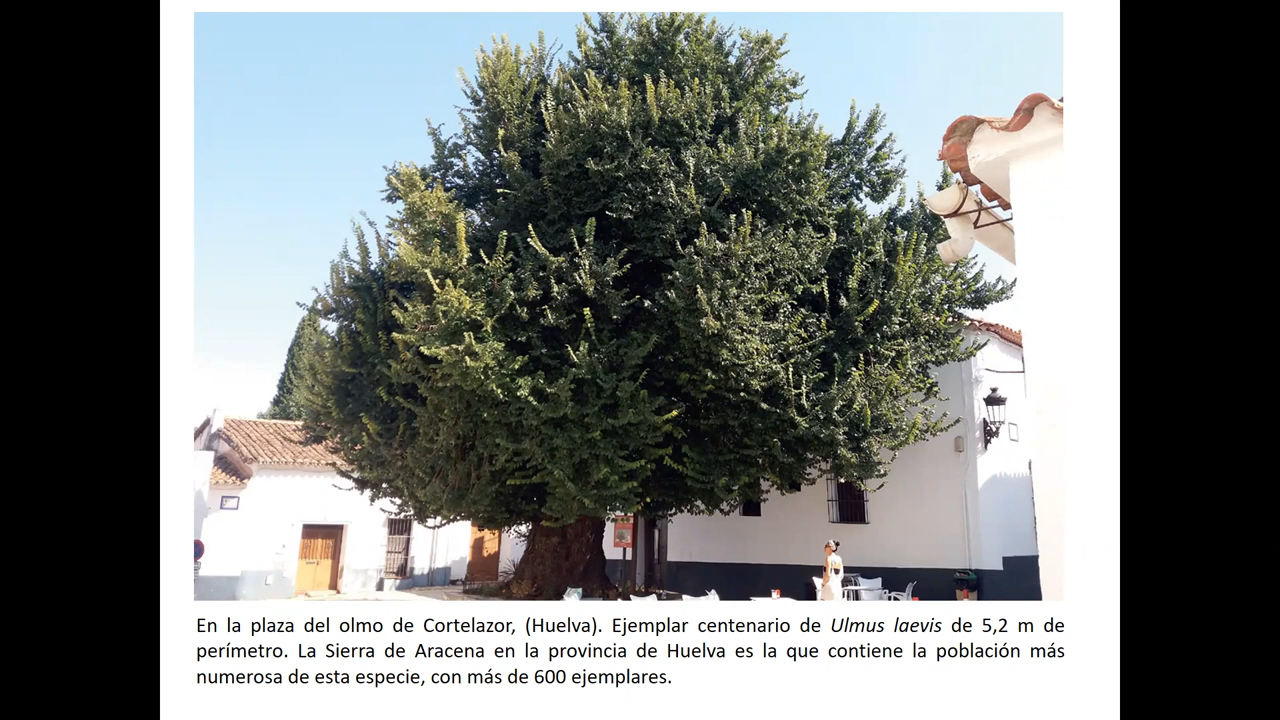 En la plaza del olmo de Cortelazor, (Huelva). Ejemplar centenario de Ulmus laevis de 5,2 m de
perímetro. La Sierra de Aracena en la provincia de Huelva es la que contiene la población más
numerosa de esta especie, con más de 600 ejemplares.